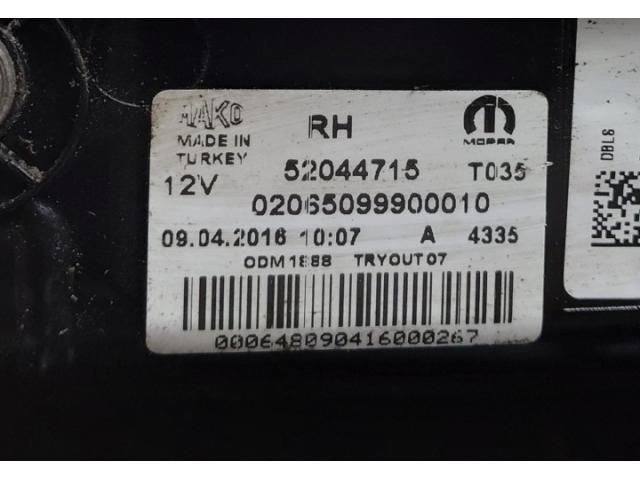 MAKO RH MOPAR
MADE IN
TURKEY
52044715 T035
12V
02065099900010
09.04.2016 10:07 A 4335
ODM1888 TRYOUT07
000648090416000267
DBL6